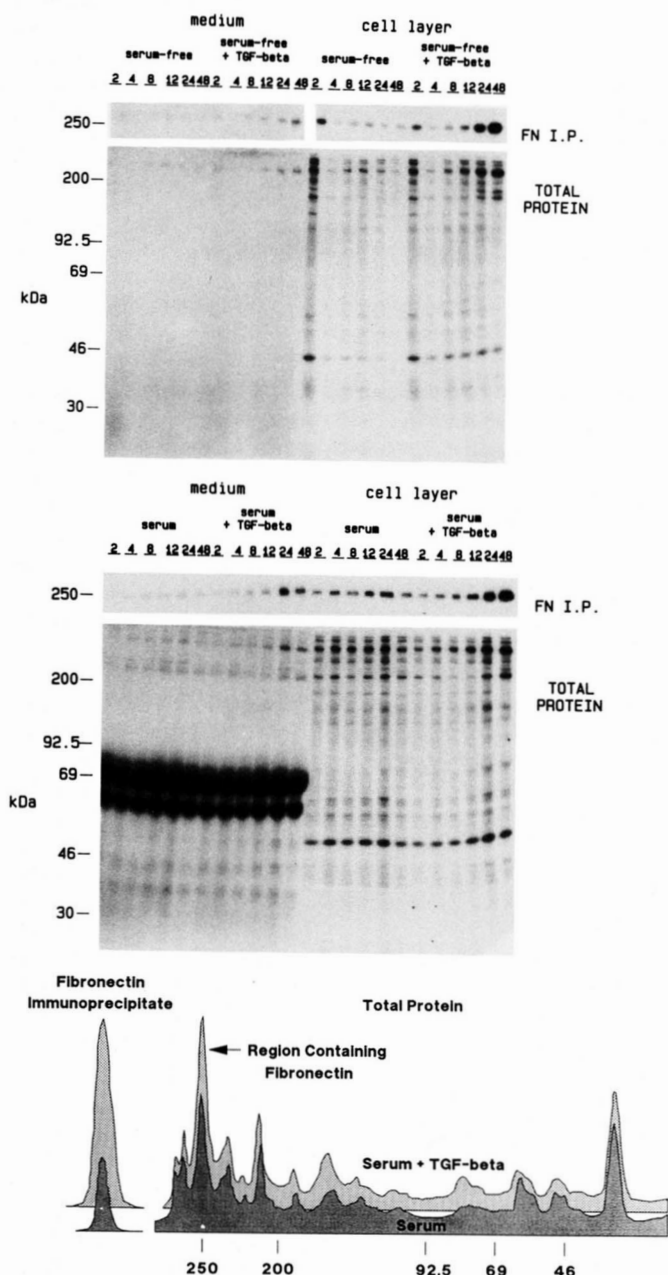 medium
cell layer
serum-free
serum-free
+ TGF-beta
serum-free
serum-free
+ TGF-beta
2 4 8 12 24 48 2 4 8 12 24 48 2 4 8 12 24 48 2 4 8 12 24 48
250
FN I.P.
200
TOTAL
PROTEIN
92.5
69
kDa
46
30
medium
cell layer
serum
serum
+ TGF-beta
serum
serum
+ TGF-beta
2 4 8 12 24 48 2 4 8 12 24 48 2 4 8 12 24 48 2 4 8 12 24 48
250
FN I.P.
200
TOTAL
PROTEIN
92.5
69
kDa
46
30
Fibronectin
Immunoprecipitate
Total Protein
Region Containing
Fibronectin
Serum + TGF-beta
Serum
250 200 92.5 69 46